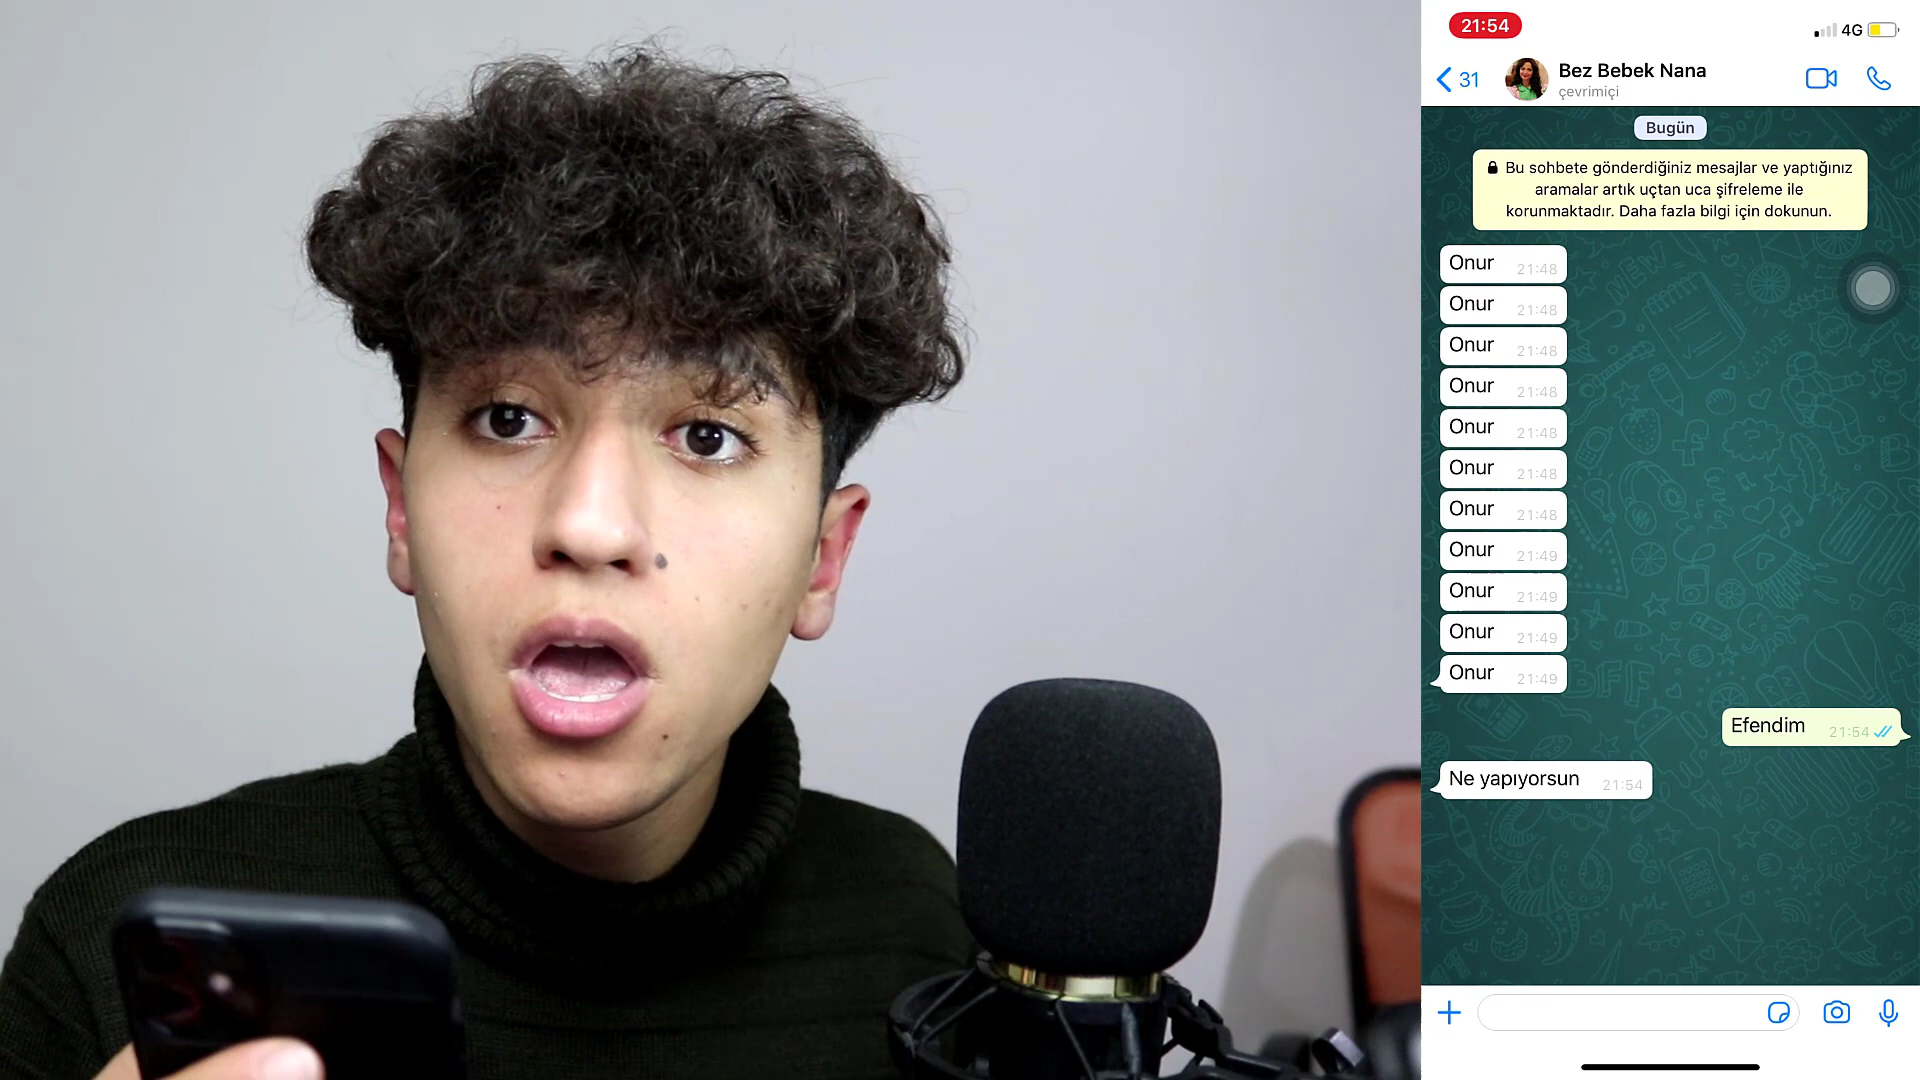 21:54
4G
31
Bez Bebek Nana
çevrimiçi
Bugün
Bu sohbete gönderdiğiniz mesajlar ve yaptığınız
aramalar artık uçtan uca şifreleme ile
korunmaktadır. Daha fazla bilgi için dokunun.
Onur 21:48
Onur 21:48
Onur 21:48
Onur 21:48
Onur 21:48
Onur 21:48
Onur 21:48
Onur 21:49
Onur 21:49
Onur 21:49
Onur 21:49
Efendim 21:54
Ne yapıyorsun 21:54